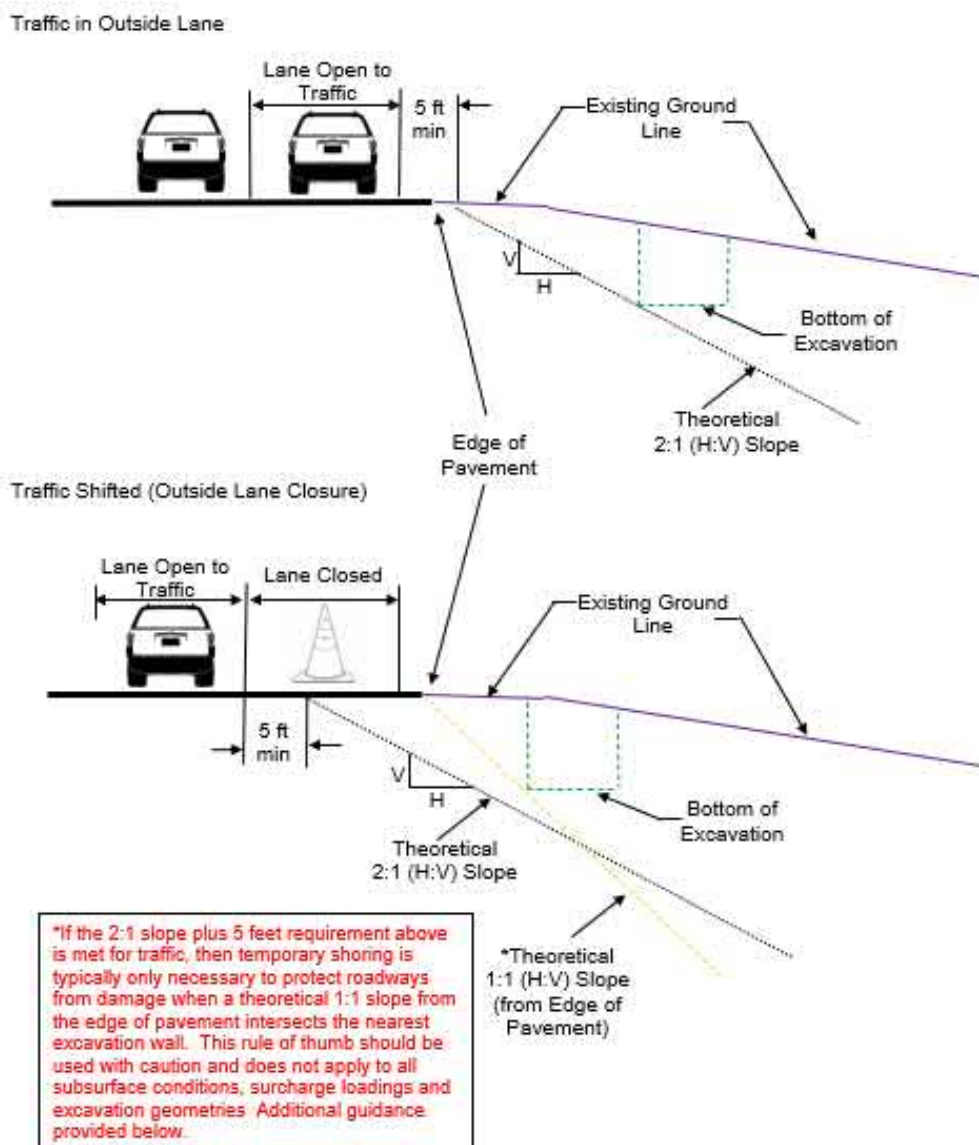 Traffic in Outside Lane
Lane Open to
Traffic
5 ft
min
Existing Ground
Line
V
H
Bottom of
Excavation
Theoretical
2:1 (H:V) Slope
Edge of
Pavement
Traffic Shifted (Outside Lane Closure)
Lane Open to
Traffic
Lane Closed
Existing Ground
Line
5 ft
min
V
H
Bottom of
Excavation
Theoretical
2:1 (H:V) Slope
*Theoretical
1:1 (H:V) Slope
(from Edge of
Pavement)
*If the 2:1 slope plus 5 feet requirement above
is met for traffic, then temporary shoring is
typically only necessary to protect roadways
from damage when a theoretical 1:1 slope from
the edge of pavement intersects the nearest
excavation wall. This rule of thumb should be
used with caution and does not apply to all
subsurface conditions, surcharge loadings and
excavation geometries Additional guidance
provided below.